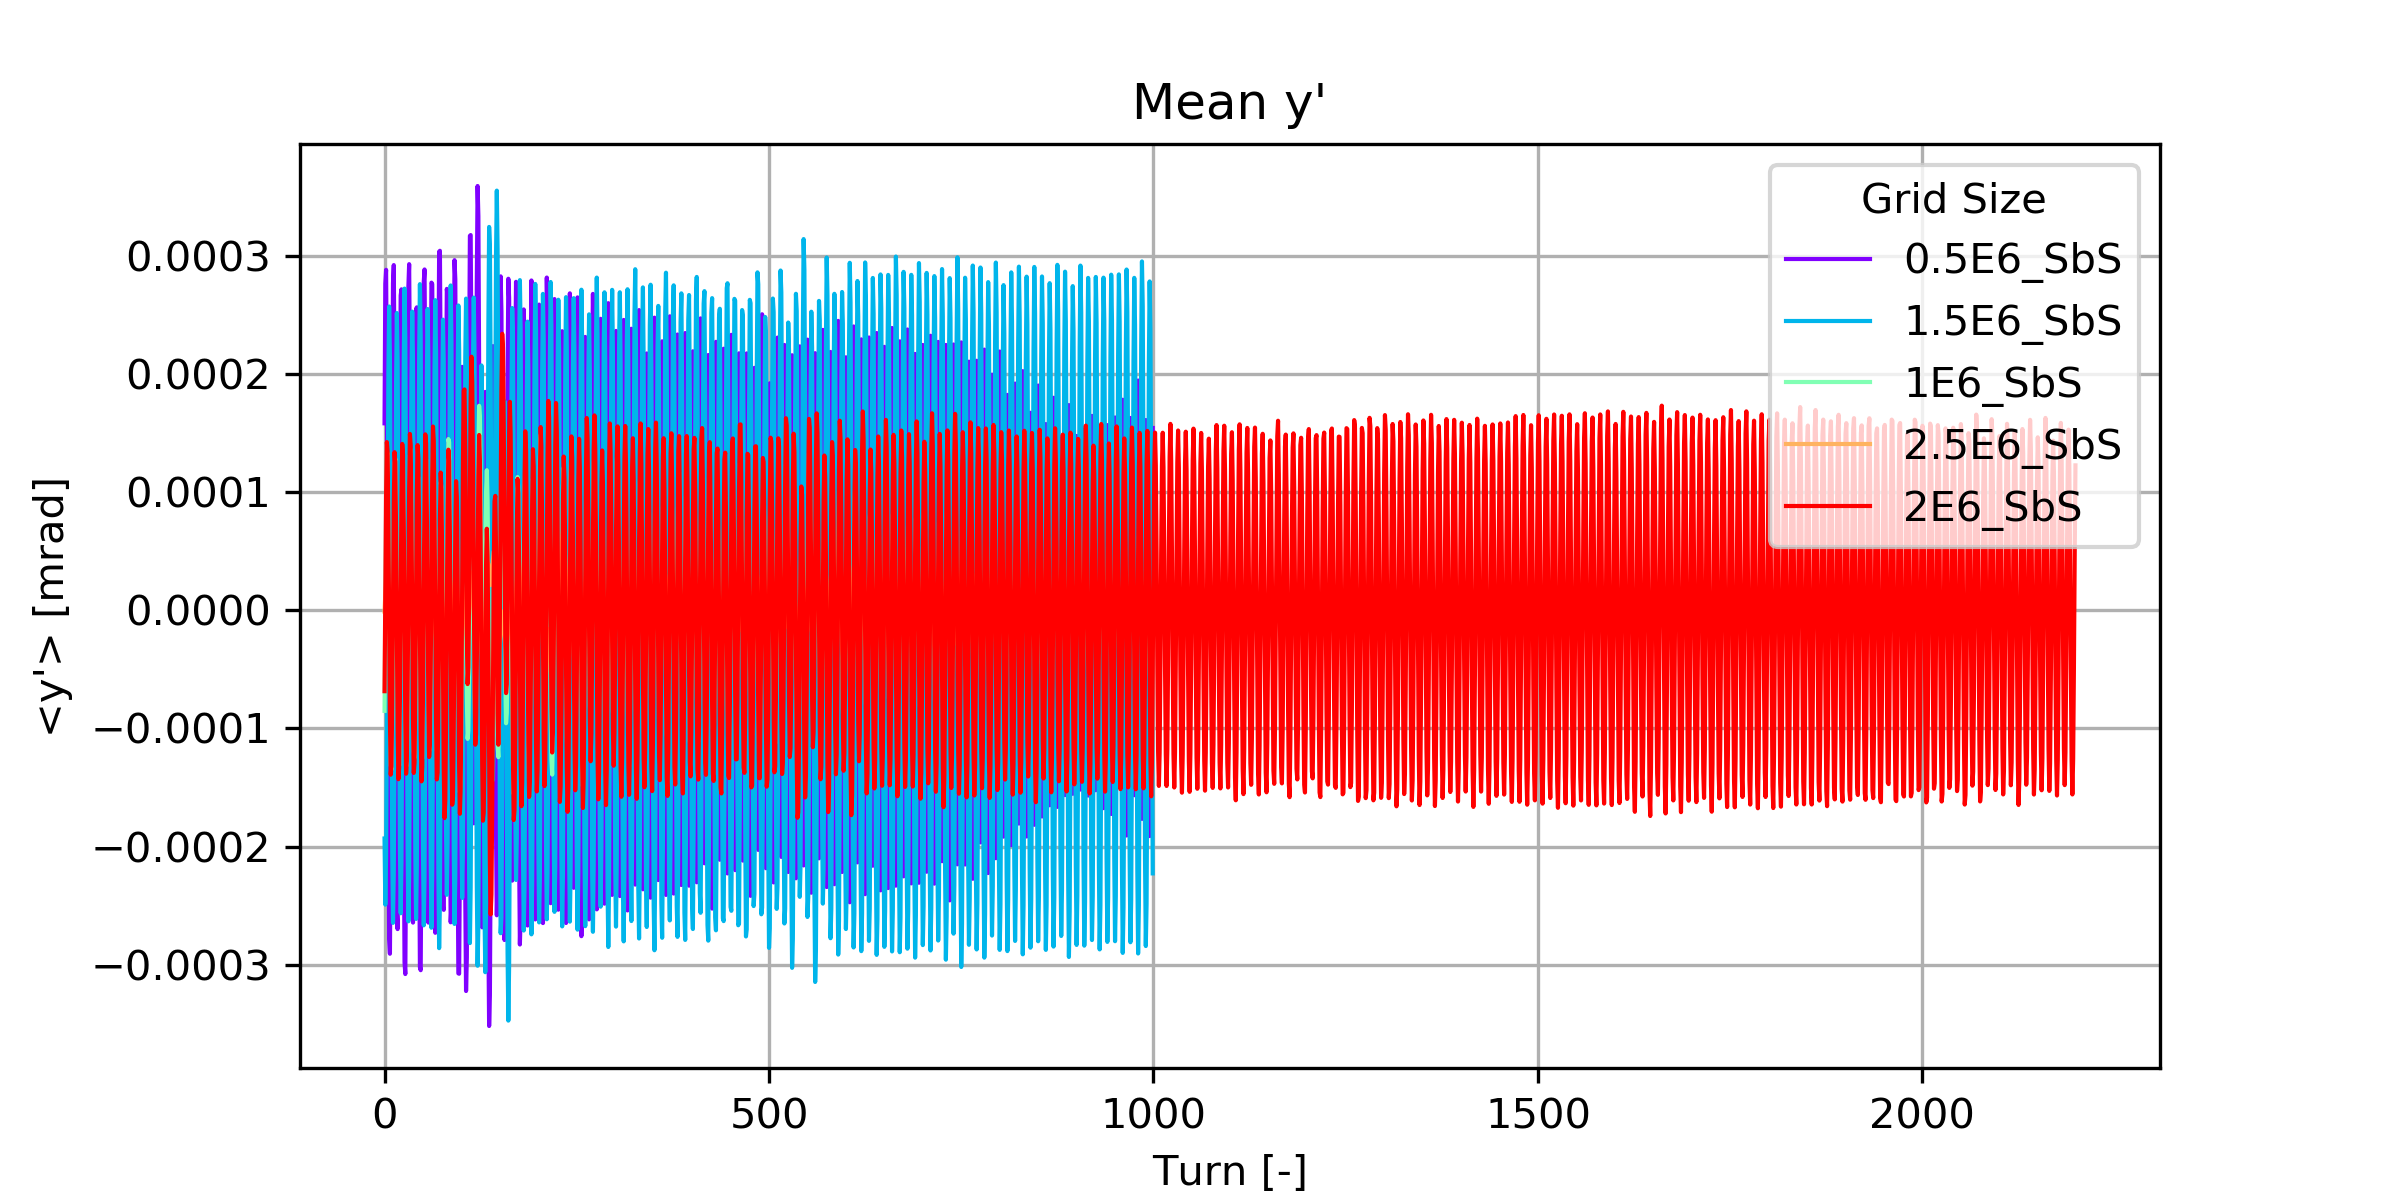 Mean y'
Grid Size
0.5E6_SbS
1.5E6_SbS
1E6_SbS
2.5E6_SbS
2E6_SbS
<y'> [mrad]
0.0003
0.0002
0.0001
0.0000
−0.0001
−0.0002
−0.0003
0 500 1000 1500 2000
Turn [-]